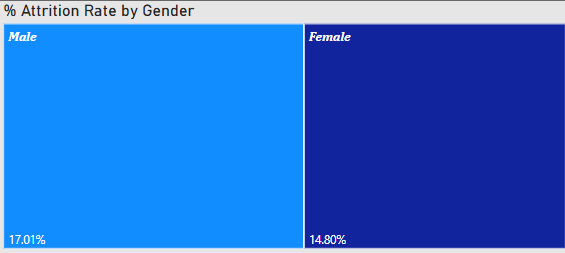 % Attrition Rate by Gender
Male
Female
17.01%
14.80%